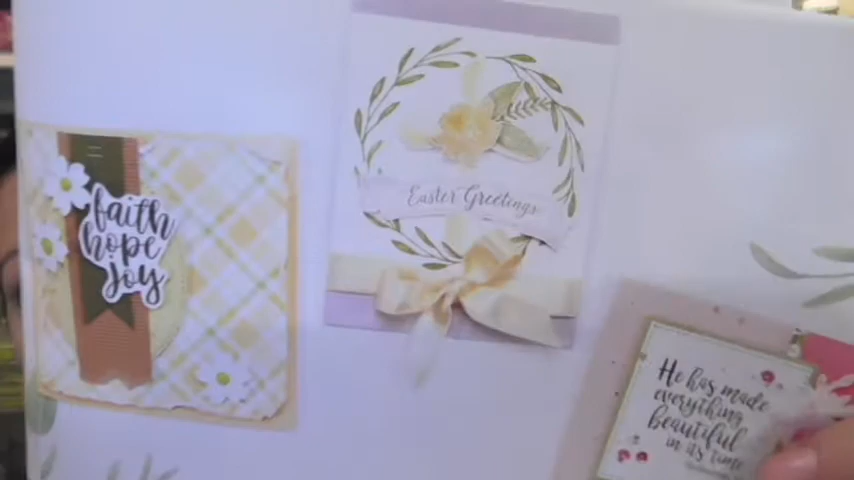 faith
hope
joy
Easter Greetings
He has made
everything
beautiful
in its time